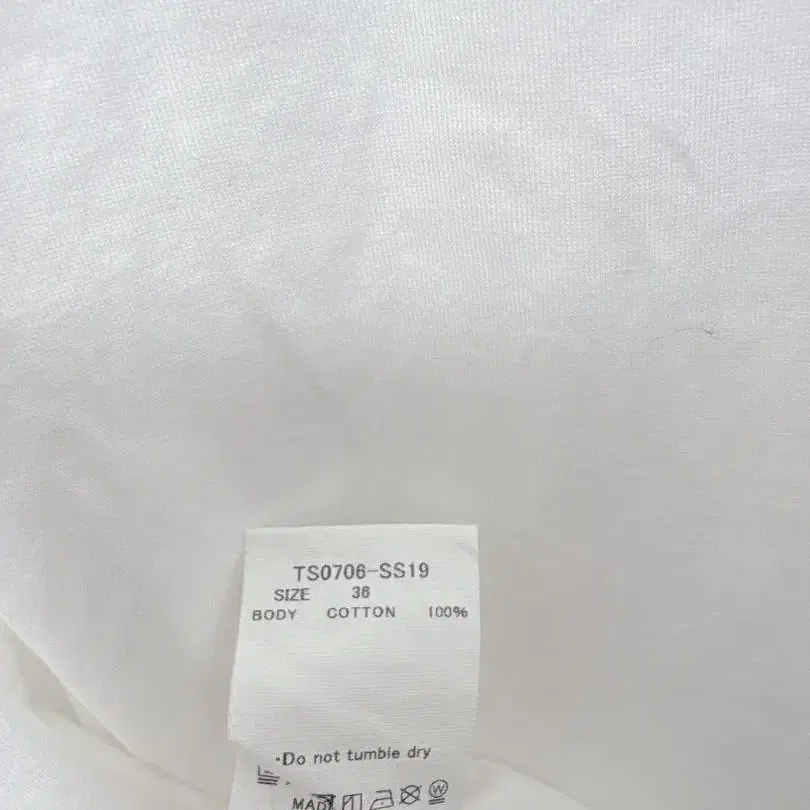 TS0706-SS19
SIZE 36
BODY COTTON 100%
·Do not tumble dry
W